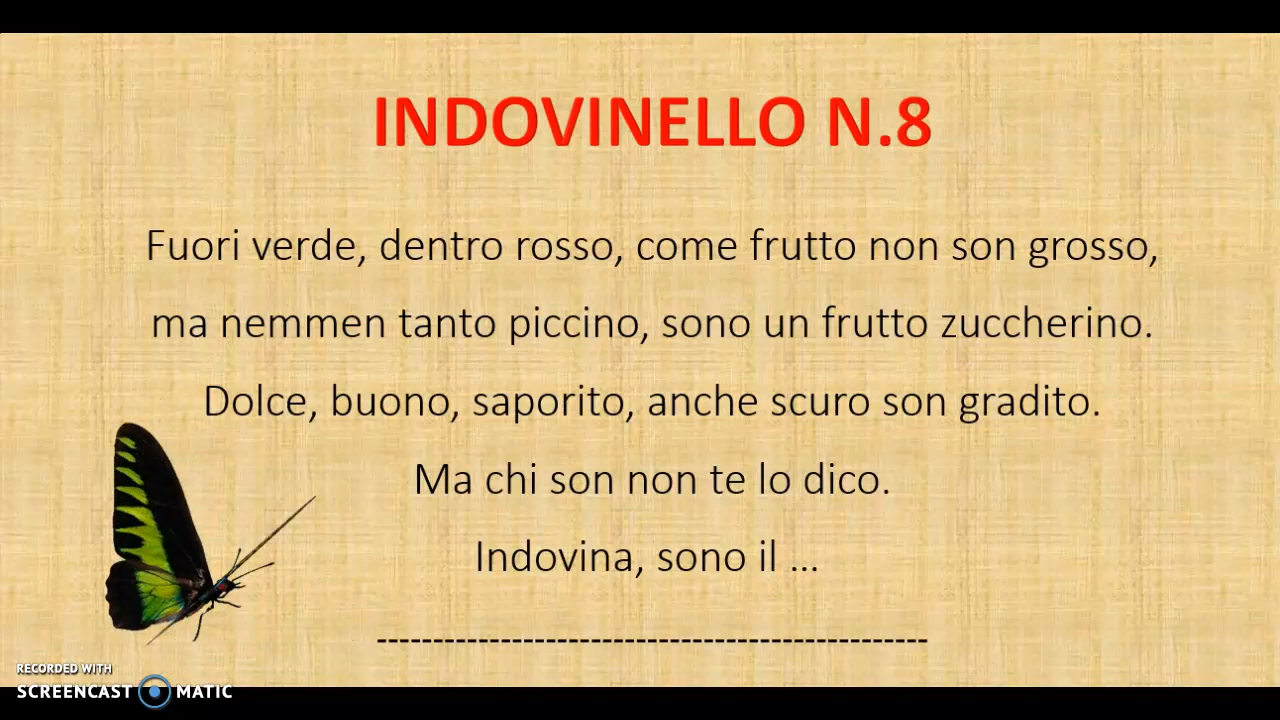 INDOVINELLO N.8
Fuori verde, dentro rosso, come frutto non son grosso,
ma nemmen tanto piccino, sono un frutto zuccherino.
Dolce, buono, saporito, anche scuro son gradito.
Ma chi son non te lo dico.
Indovina, sono il ...
-------------------------------------------------
RECORDED WITH
SCREENCAST MATIC